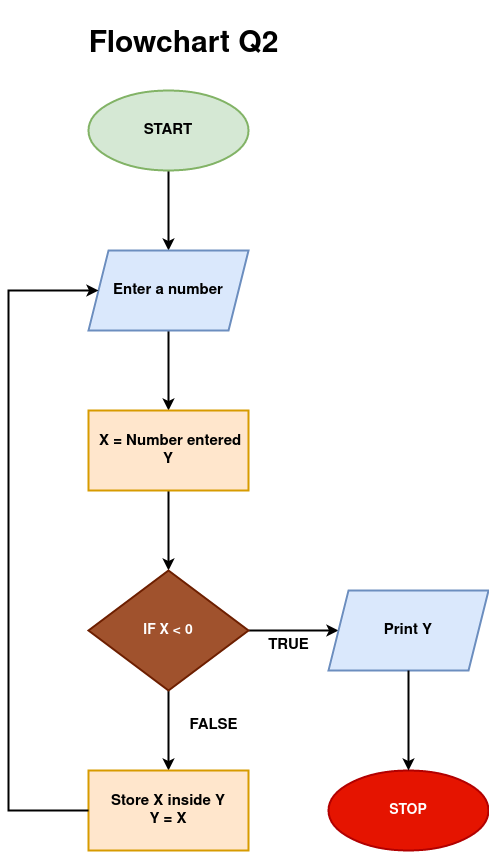 Flowchart Q2
START
Enter a number
X = Number entered
Y
IF X < 0
TRUE
Print Y
FALSE
Store X inside Y
Y = X
STOP